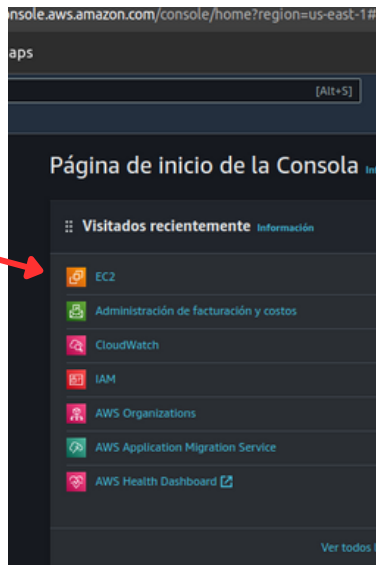 onsole.aws.amazon.com/console/home?region=us-east-1#
aps
[Alt+S]
Página de inicio de la Consola
Visitados recientemente Información
EC2
Administración de facturación y costos
CloudWatch
IAM
AWS Organizations
AWS Application Migration Service
AWS Health Dashboard
Ver todos